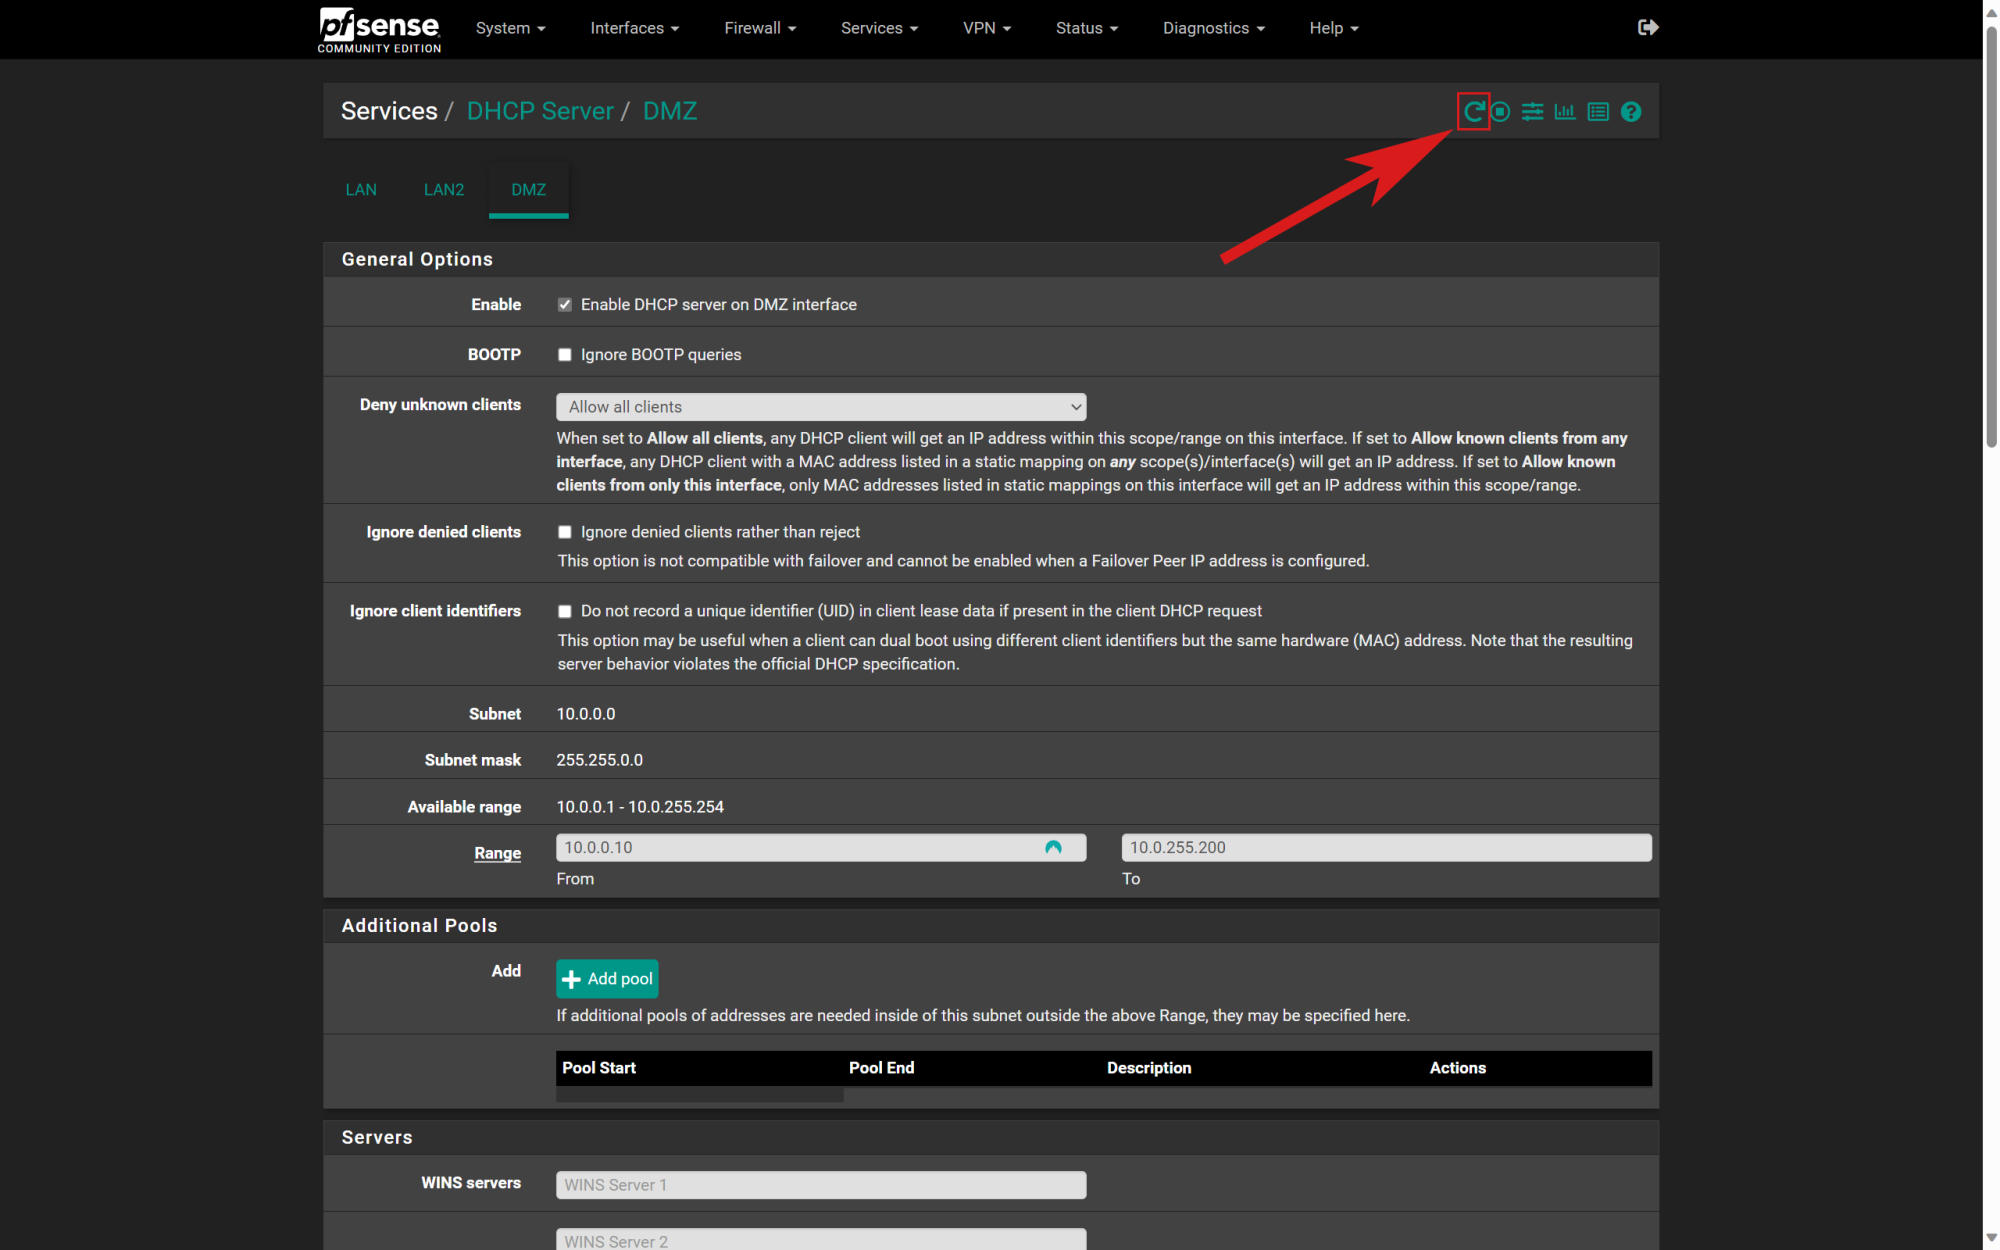 pfsense
COMMUNITY EDITION
System Interfaces Firewall Services VPN Status Diagnostics Help
Services / DHCP Server / DMZ
LAN LAN2 DMZ
General Options
Enable Enable DHCP server on DMZ interface
BOOTP Ignore BOOTP queries
Deny unknown clients Allow all clients
When set to Allow all clients, any DHCP client will get an IP address within this scope/range on this interface. If set to Allow known clients from any
interface, any DHCP client with a MAC address listed in a static mapping on any scope(s)/interface(s) will get an IP address. If set to Allow known
clients from only this interface, only MAC addresses listed in static mappings on this interface will get an IP address within this scope/range.
Ignore denied clients Ignore denied clients rather than reject
This option is not compatible with failover and cannot be enabled when a Failover Peer IP address is configured.
Ignore client identifiers Do not record a unique identifier (UID) in client lease data if present in the client DHCP request
This option may be useful when a client can dual boot using different client identifiers but the same hardware (MAC) address. Note that the resulting
server behavior violates the official DHCP specification.
Subnet 10.0.0.0
Subnet mask 255.255.0.0
Available range 10.0.0.1 - 10.0.255.254
Range 10.0.0.10 10.0.255.200
From To
Additional Pools
Add Add pool
If additional pools of addresses are needed inside of this subnet outside the above Range, they may be specified here.
Pool Start Pool End Description Actions
Servers
WINS servers WINS Server 1
WINS Server 2